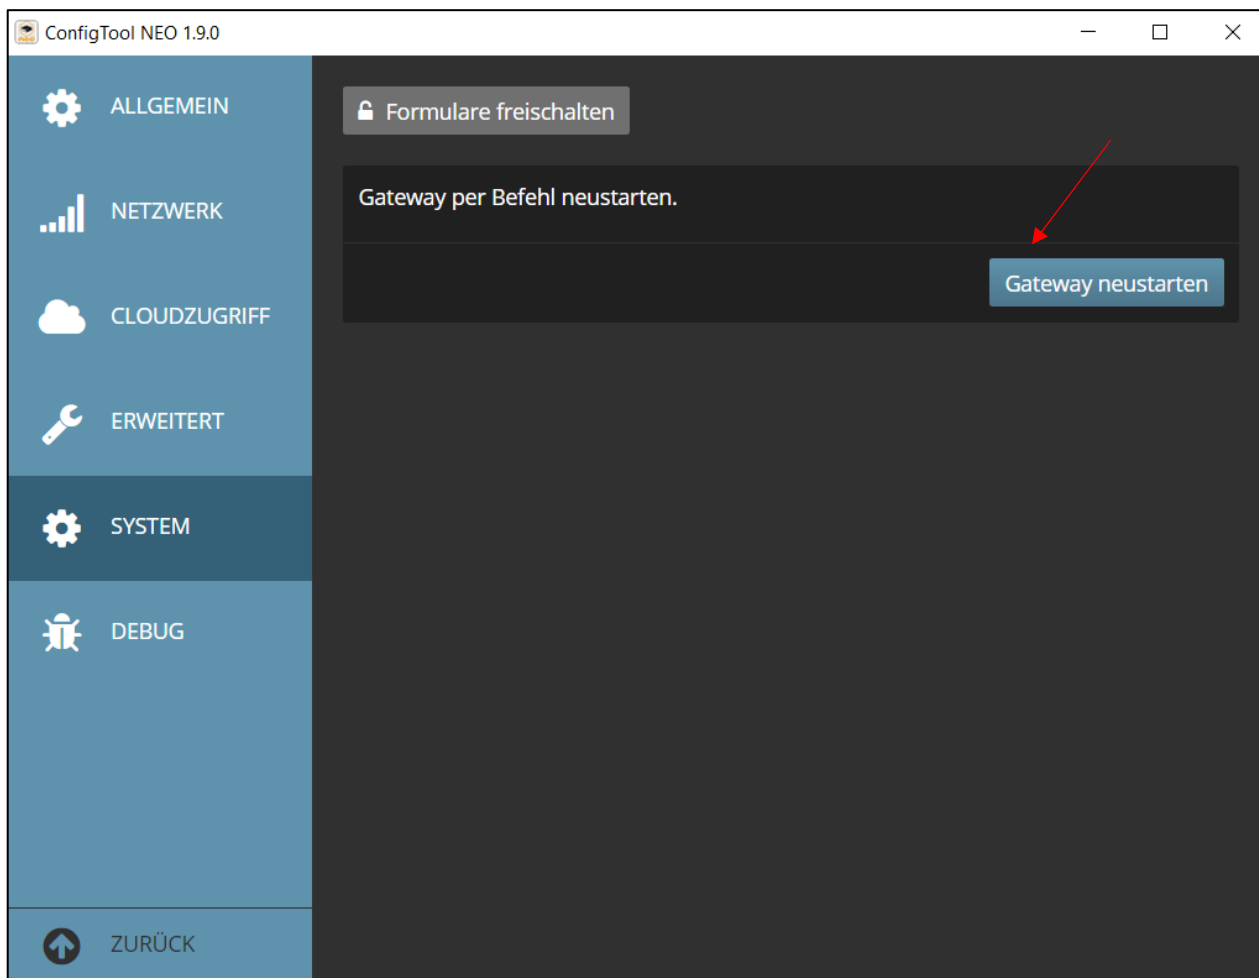 ConfigTool NEO 1.9.0
ALLGEMEIN
NETZWERK
CLOUDZUGRIFF
ERWEITERT
SYSTEM
DEBUG
ZURÜCK
Formulare freischalten
Gateway per Befehl neustarten.
Gateway neustarten